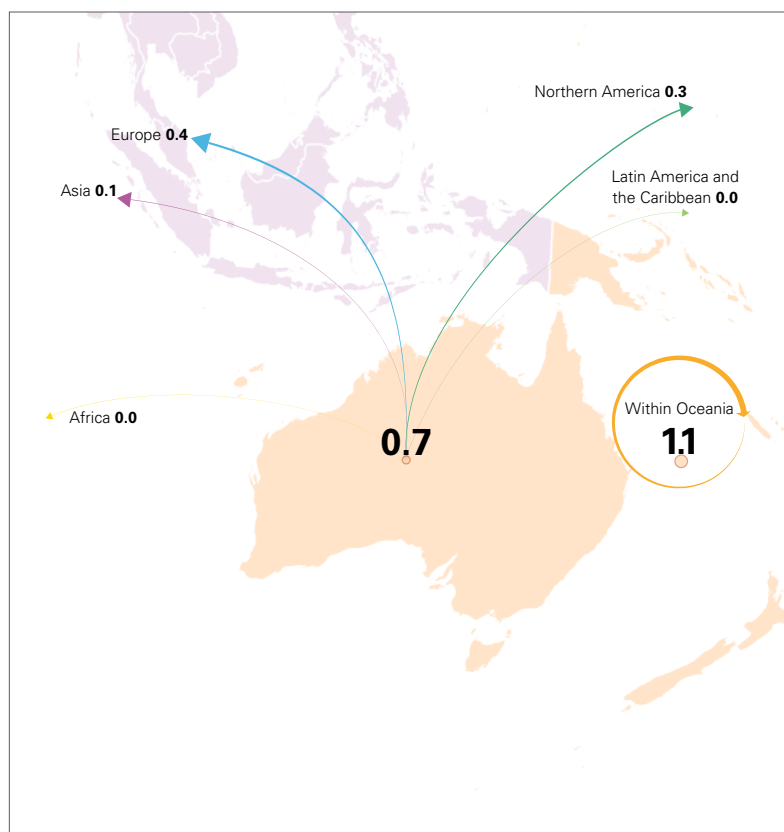 Northern America 0.3
Europe 0.4
Latin America and
the Caribbean 0.0
Asia 0.1
Within Oceania
Africa 0.0
0.7
1.1